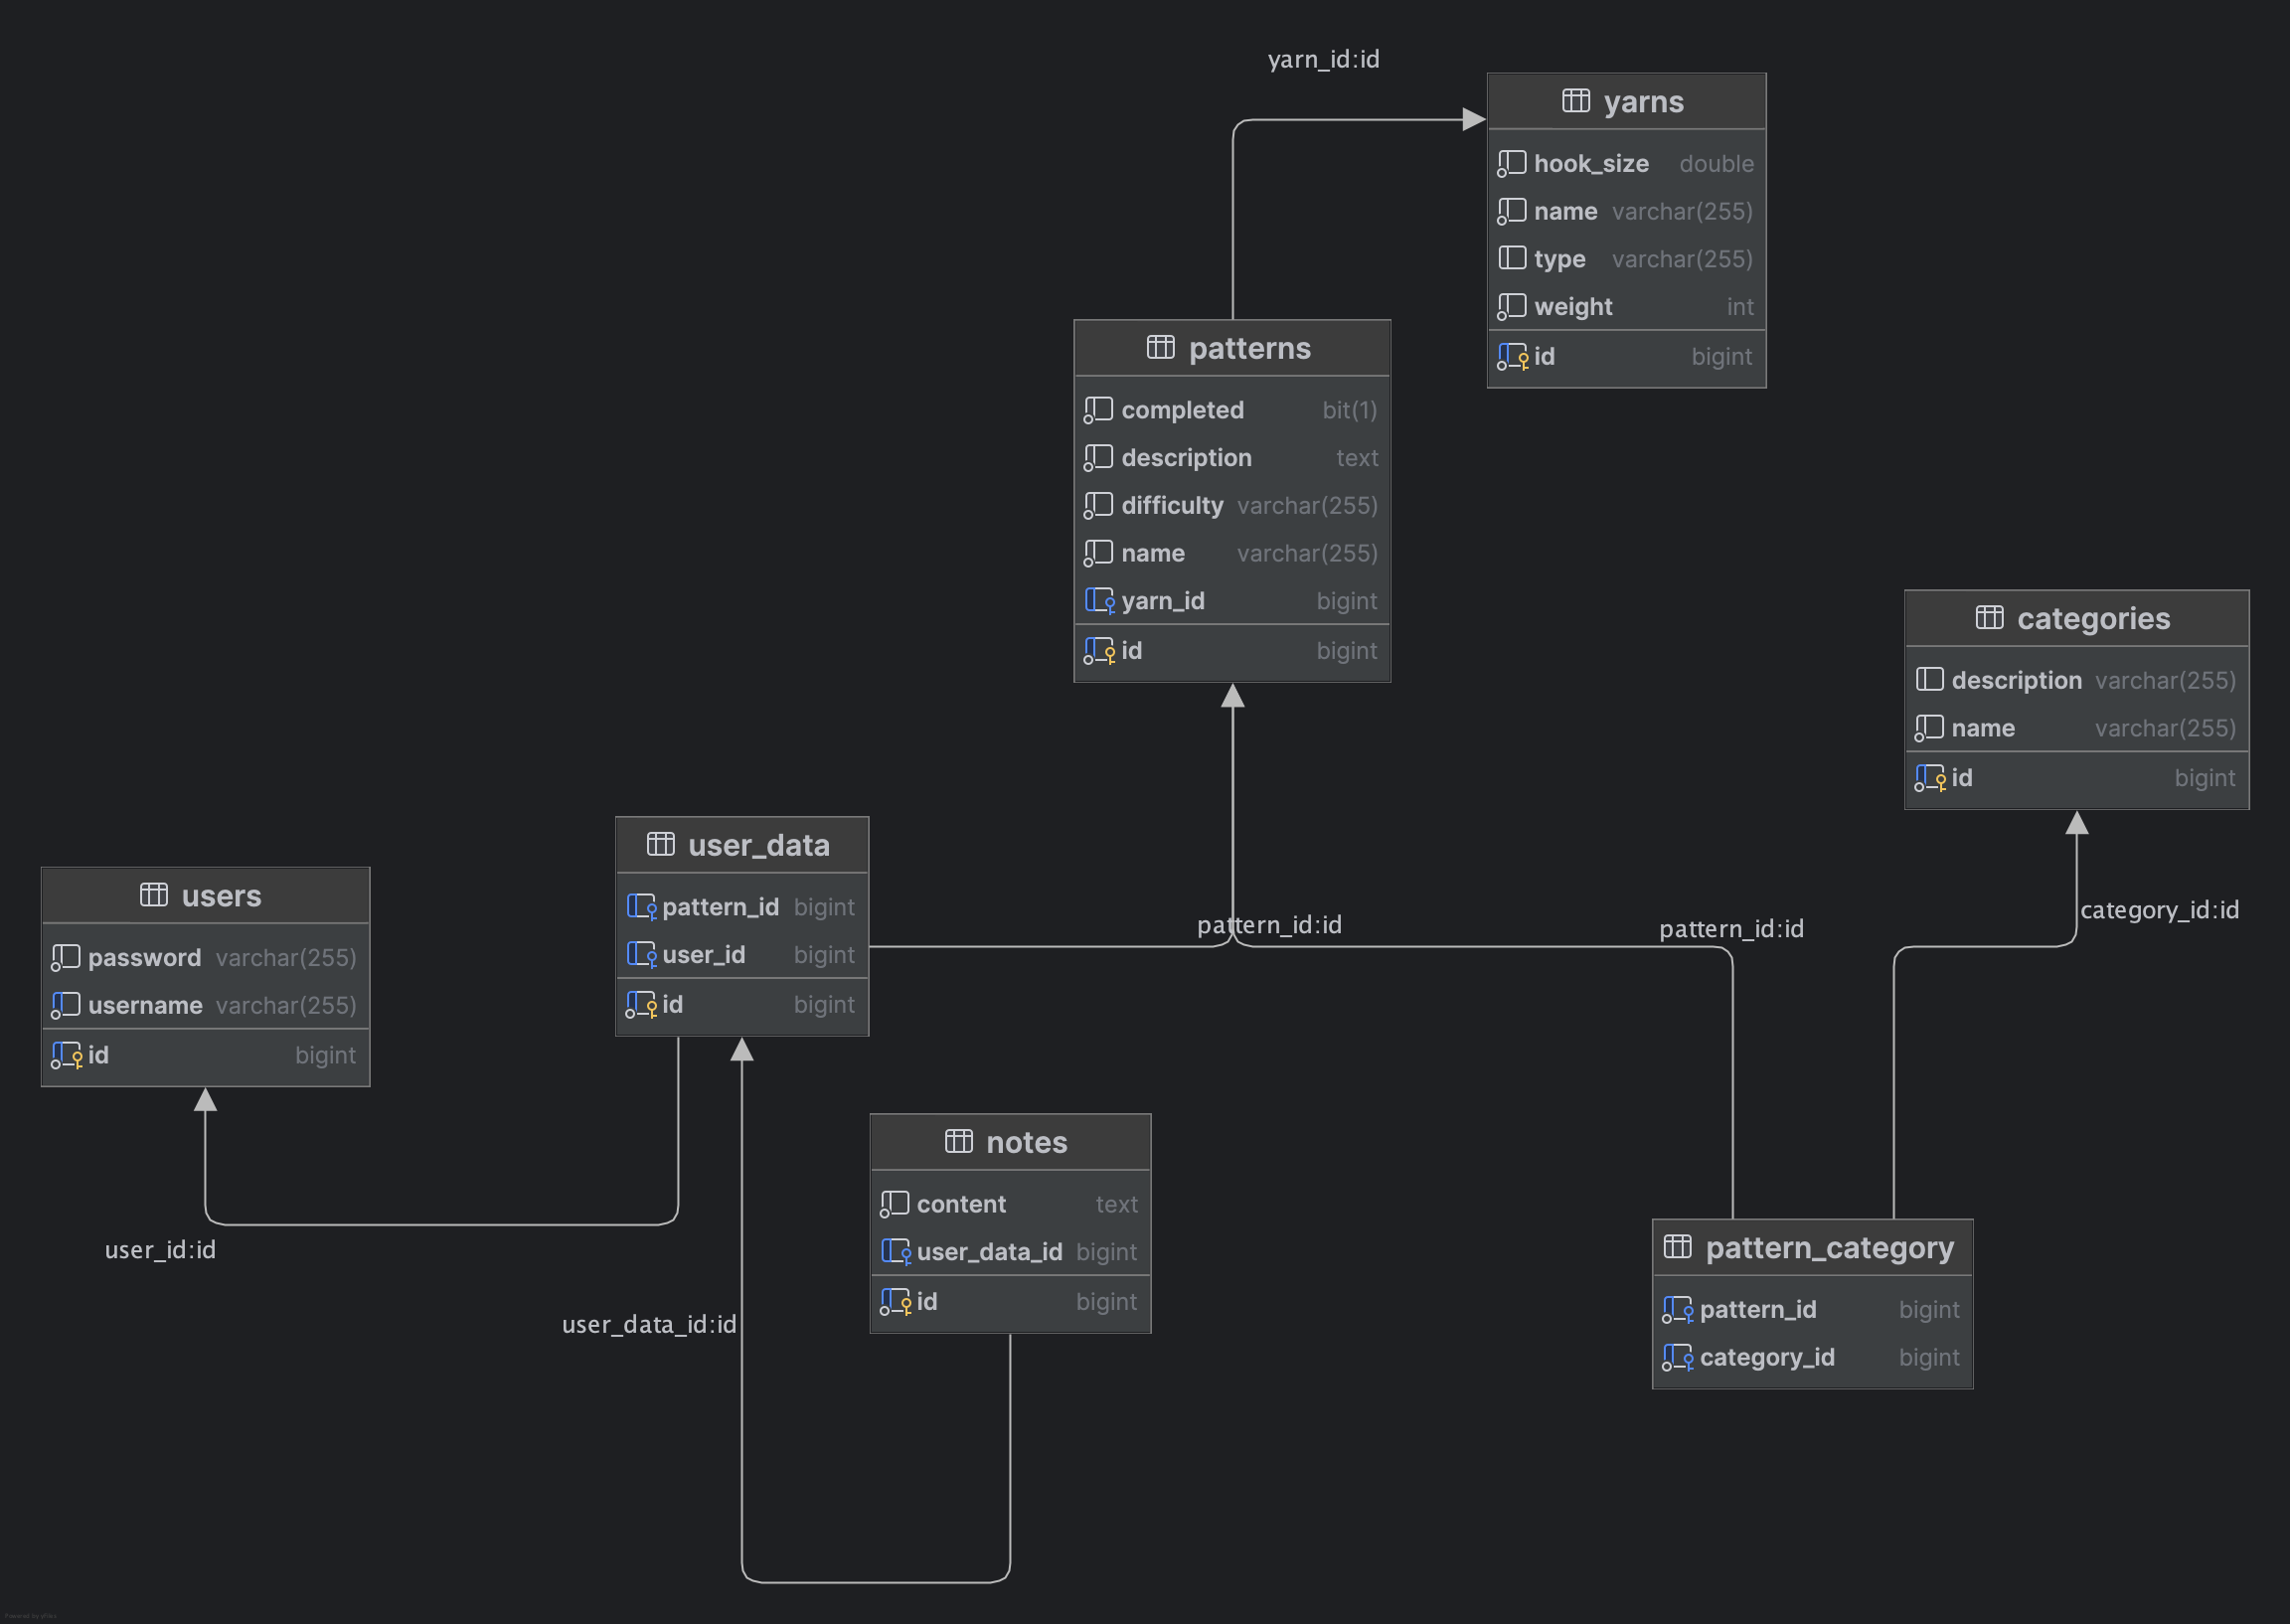 yarn_id:id
yarns
hook_size double
name varchar(255)
type varchar(255)
weight int
id bigint
patterns
completed bit(1)
description text
difficulty varchar(255)
name varchar(255)
yarn_id bigint
id bigint
categories
description varchar(255)
name varchar(255)
id bigint
user_data
pattern_id bigint
user_id bigint
id bigint
users
password varchar(255)
username varchar(255)
id bigint
pattern_id:id
pattern_id:id
category_id:id
notes
content text
user_data_id bigint
id bigint
user_id:id
user_data_id:id
pattern_category
pattern_id bigint
category_id bigint
Powered by yFiles